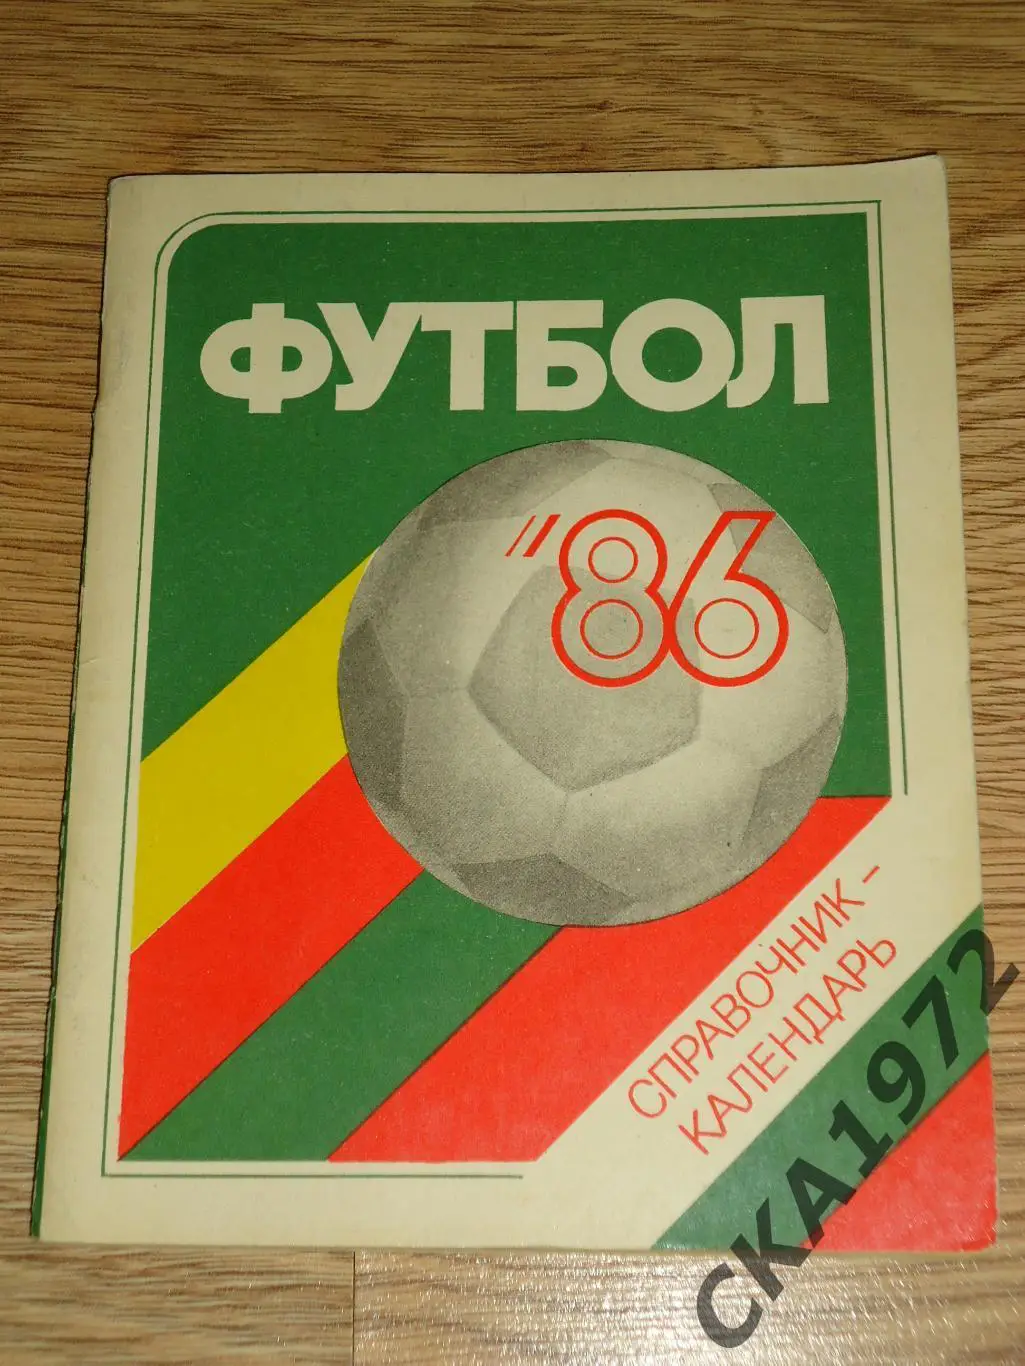 ФУТБОЛ
"86
СПРАВОЧНИК-
КАЛЕНДАРЬ
СКА1972